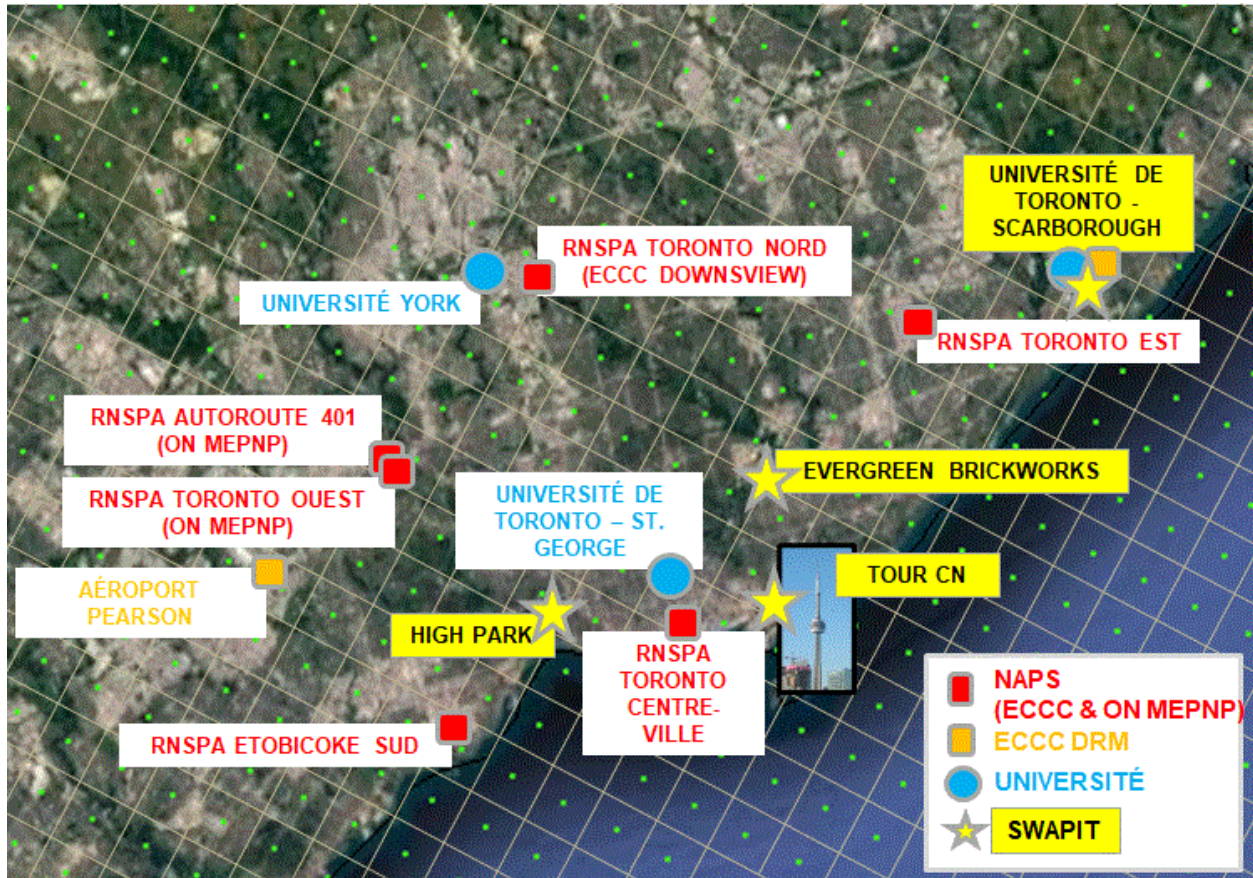 UNIVERSITÉ DE
TORONTO -
SCARBOROUGH
RNSPA TORONTO NORD
(ECCC DOWNSVIEW)
UNIVERSITÉ YORK
RNSPA TORONTO EST
RNSPA AUTOROUTE 401
(ON MEPNP)
RNSPA TORONTO OUEST
(ON MEPNP)
UNIVERSITÉ DE
TORONTO – ST.
GEORGE
EVERGREEN BRICKWORKS
AÉROPORT
PEARSON
TOUR CN
HIGH PARK
RNSPA
TORONTO
CENTRE-
VILLE
RNSPA ETOBICOKE SUD
NAPS
(ECCC & ON MEPNP)
ECCC DRM
UNIVERSITÉ
SWAPIT